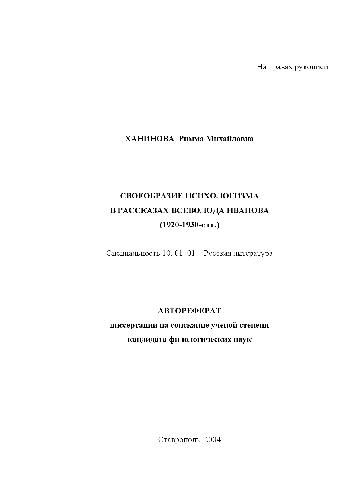 На правах рукописи
ХАНИНОВА Римма Михайловна
СВОЕОБРАЗИЕ ПСИХОЛОГИЗМА
В РАССКАЗАХ ВСЕВОЛОДА ИВАНОВА
(1920-1930-е гг.)
Специальность 10. 01. 01 – Русская литература
АВТОРЕФЕРАТ
диссертации на соискание ученой степени
кандидата филологических наук
Ставрополь, 2004